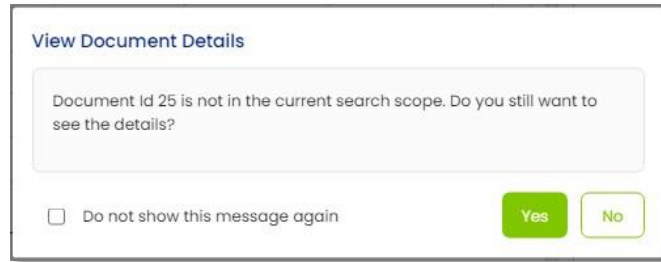 View Document Details
Document Id 25 is not in the current search scope. Do you still want to
see the details?
Do not show this message again
Yes
No